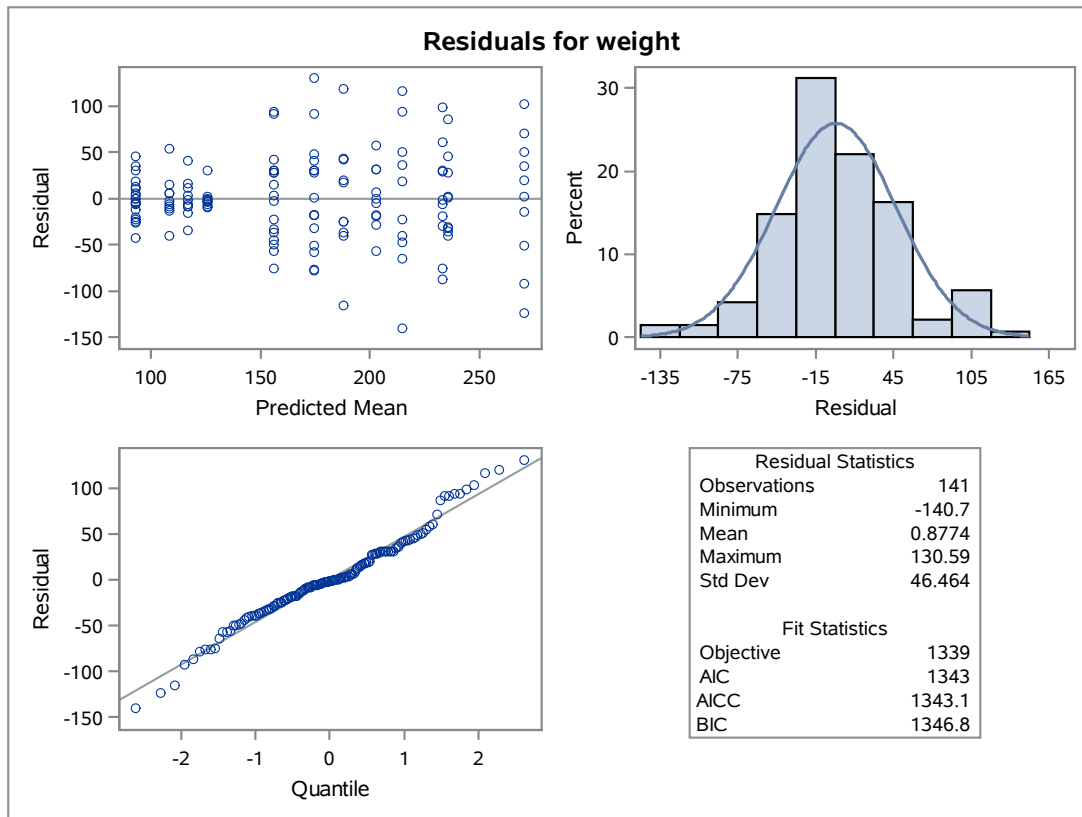 Residuals for weight
100
50
0
-50
-100
-150
Residual
100 150 200 250
Predicted Mean
30
20
10
0
Percent
-135 -75 -15 45 105 165
Residual
100
50
0
-50
-100
-150
Residual
-2 -1 0 1 2
Quantile
Residual Statistics
Observations 141
Minimum -140.7
Mean 0.8774
Maximum 130.59
Std Dev 46.464
Fit Statistics
Objective 1339
AIC 1343
AICC 1343.1
BIC 1346.8